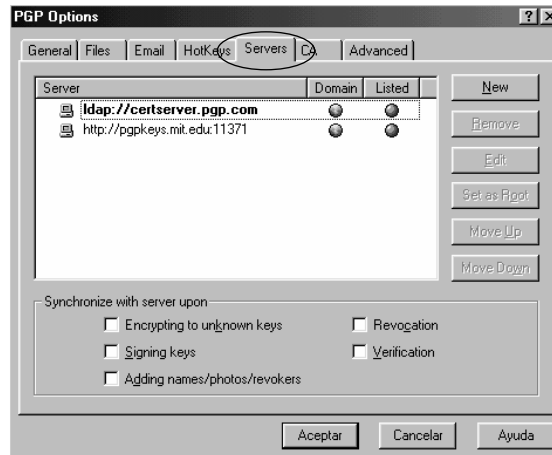 PGP Options
General Files Email HotKeys Servers CA Advanced
Server Domain Listed
ldap://certserver.pgp.com
http://pgpkeys.mit.edu:11371
New
Remove
Edit
Set as Root
Move Up
Move Down
Synchronize with server upon
Encrypting to unknown keys Revocation
Signing keys Verification
Adding names/photos/revokers
Aceptar Cancelar Ayuda